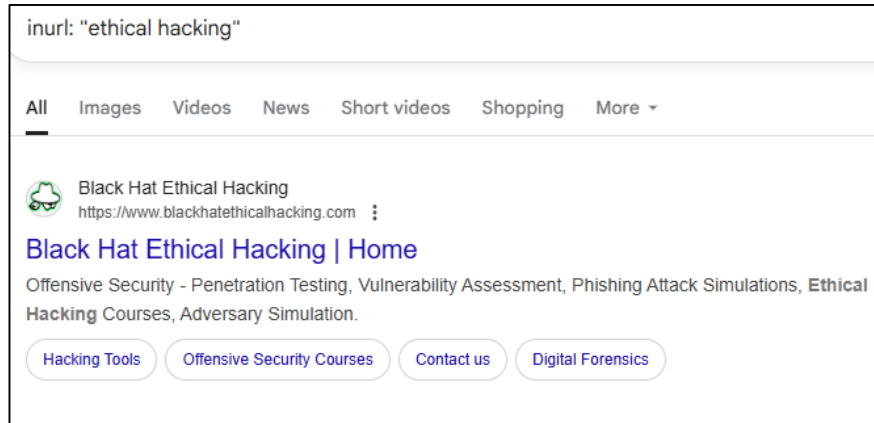 inurl: "ethical hacking"
All Images Videos News Short videos Shopping More
Black Hat Ethical Hacking
https://www.blackhatethicalhacking.com
Black Hat Ethical Hacking | Home
Offensive Security - Penetration Testing, Vulnerability Assessment, Phishing Attack Simulations, Ethical
Hacking Courses, Adversary Simulation.
Hacking Tools Offensive Security Courses Contact us Digital Forensics